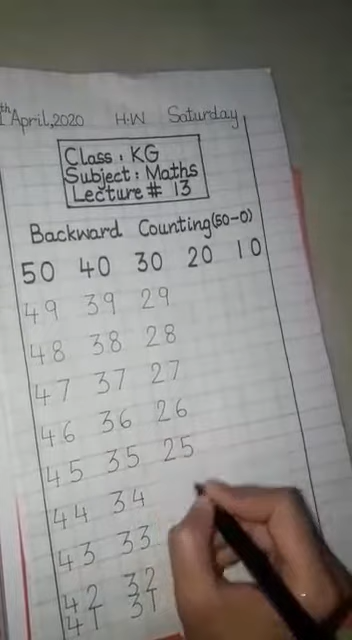 th April,2020 H.W Saturday
Class : KG
Subject : Maths
Lecture # 13
Backward Counting(50-0)
50 40 30 20 10
49 39 29
48 38 28
47 37 27
46 36 26
45 35 25
44 34
43 33
42 32
41 31